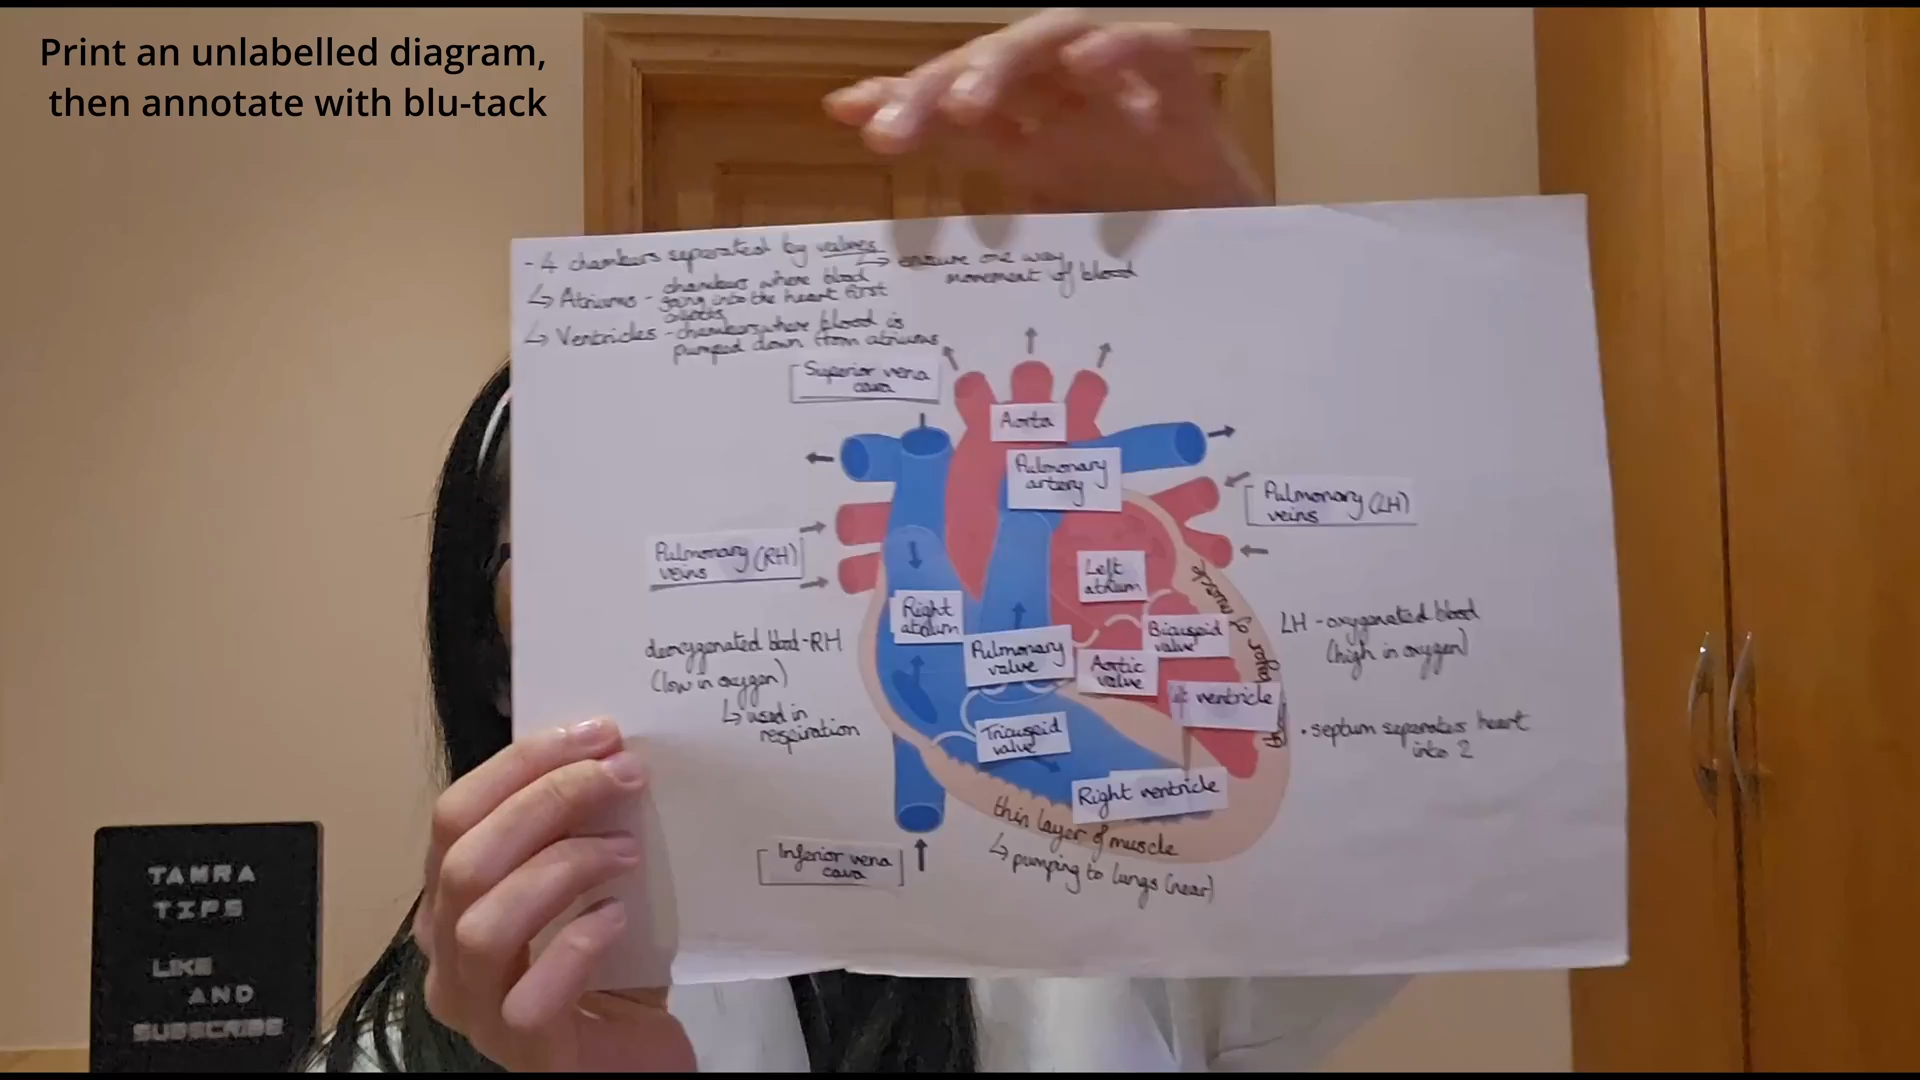 Print an unlabelled diagram,
then annotate with blu-tack
- 4 chambers separated by valves
↳ ensure one way
movement of blood
↳ Atriums - chambers where blood
going into the heart first
collects
↳ Ventricles - chambers where blood is
pumped down from atriums
Superior vena
cava
Aorta
Pulmonary
artery
Pulmonary (LH)
veins
Pulmonary (RH)
veins
Left
atrium
Right
atrium
muscle
layer of
LH - oxygenated blood
(high in oxygen)
deoxygenated blood - RH
(low in oxygen)
↳ used in
respiration
Pulmonary
valve
Bicuspid
valve
Aortic
valve
ventricle
Tricuspid
valve
• septum separates heart
into 2
Right ventricle
thin layer of muscle
↳ pumping to lungs (near)
Inferior vena
cava
TAMRA
TIPS
LIKE
AND
SUBSCRIBE